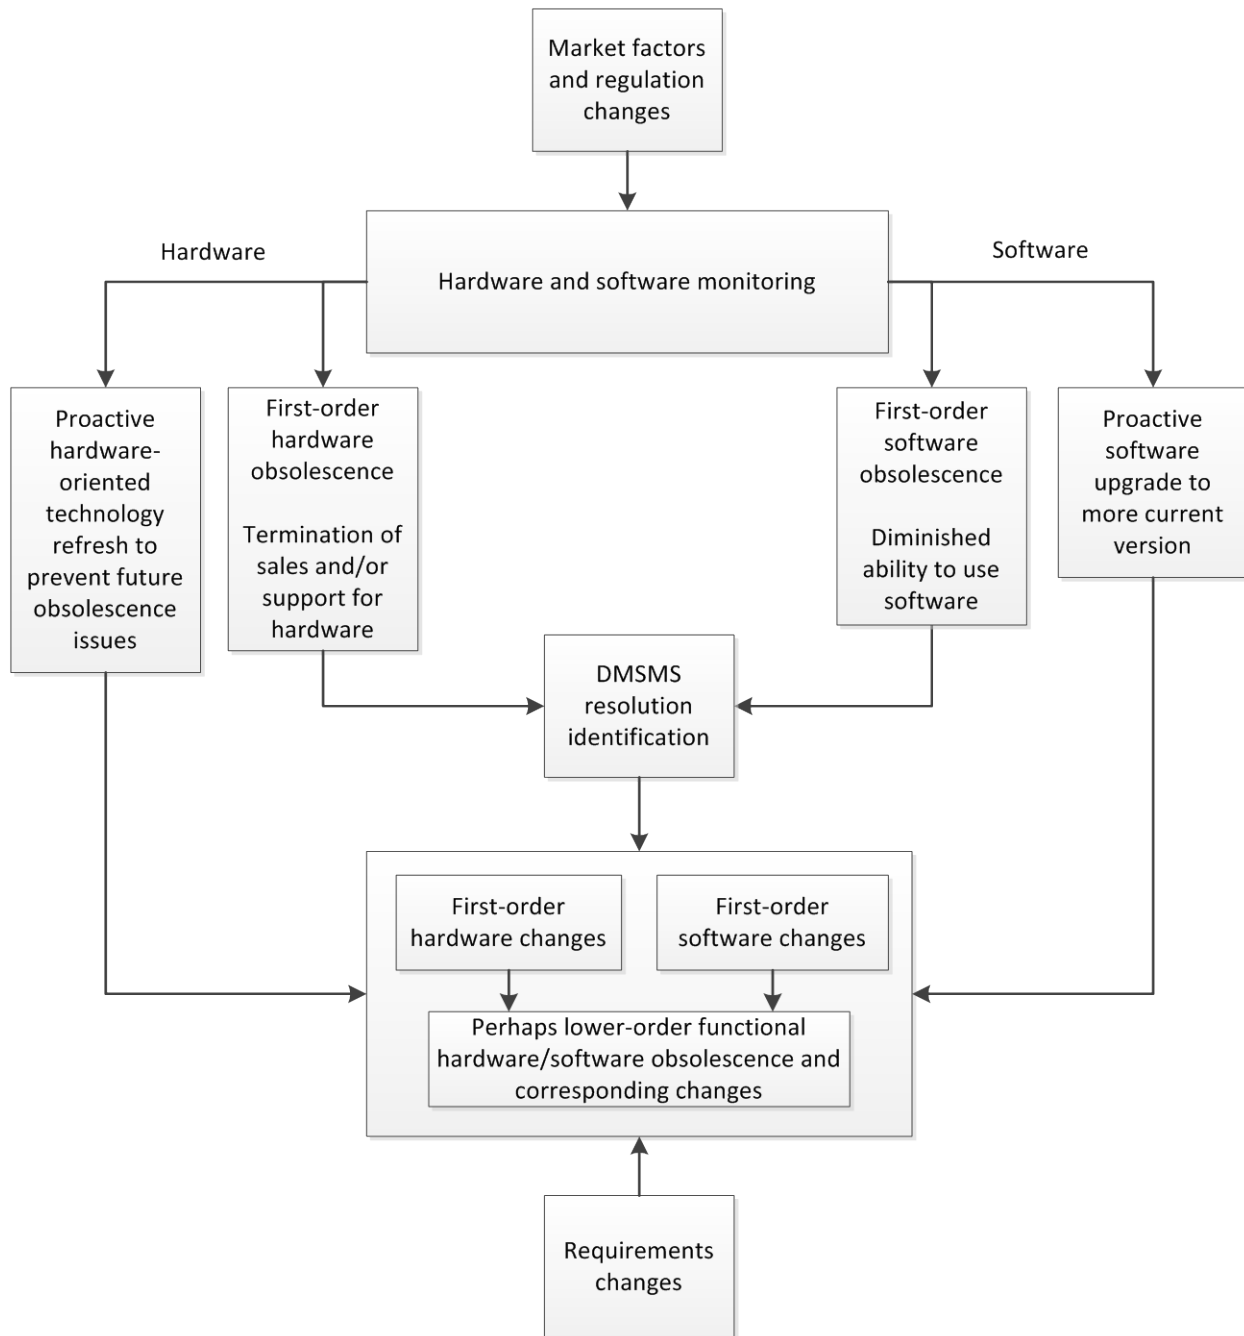 Market factors
and regulation
changes
Hardware
Software
Hardware and software monitoring
Proactive
hardware-
oriented
technology
refresh to
prevent future
obsolescence
issues
First-order
hardware
obsolescence
Termination of
sales and/or
support for
hardware
First-order
software
obsolescence
Diminished
ability to use
software
Proactive
software
upgrade to
more current
version
DMSMS
resolution
identification
First-order
hardware changes
First-order
software changes
Perhaps lower-order functional
hardware/software obsolescence and
corresponding changes
Requirements
changes